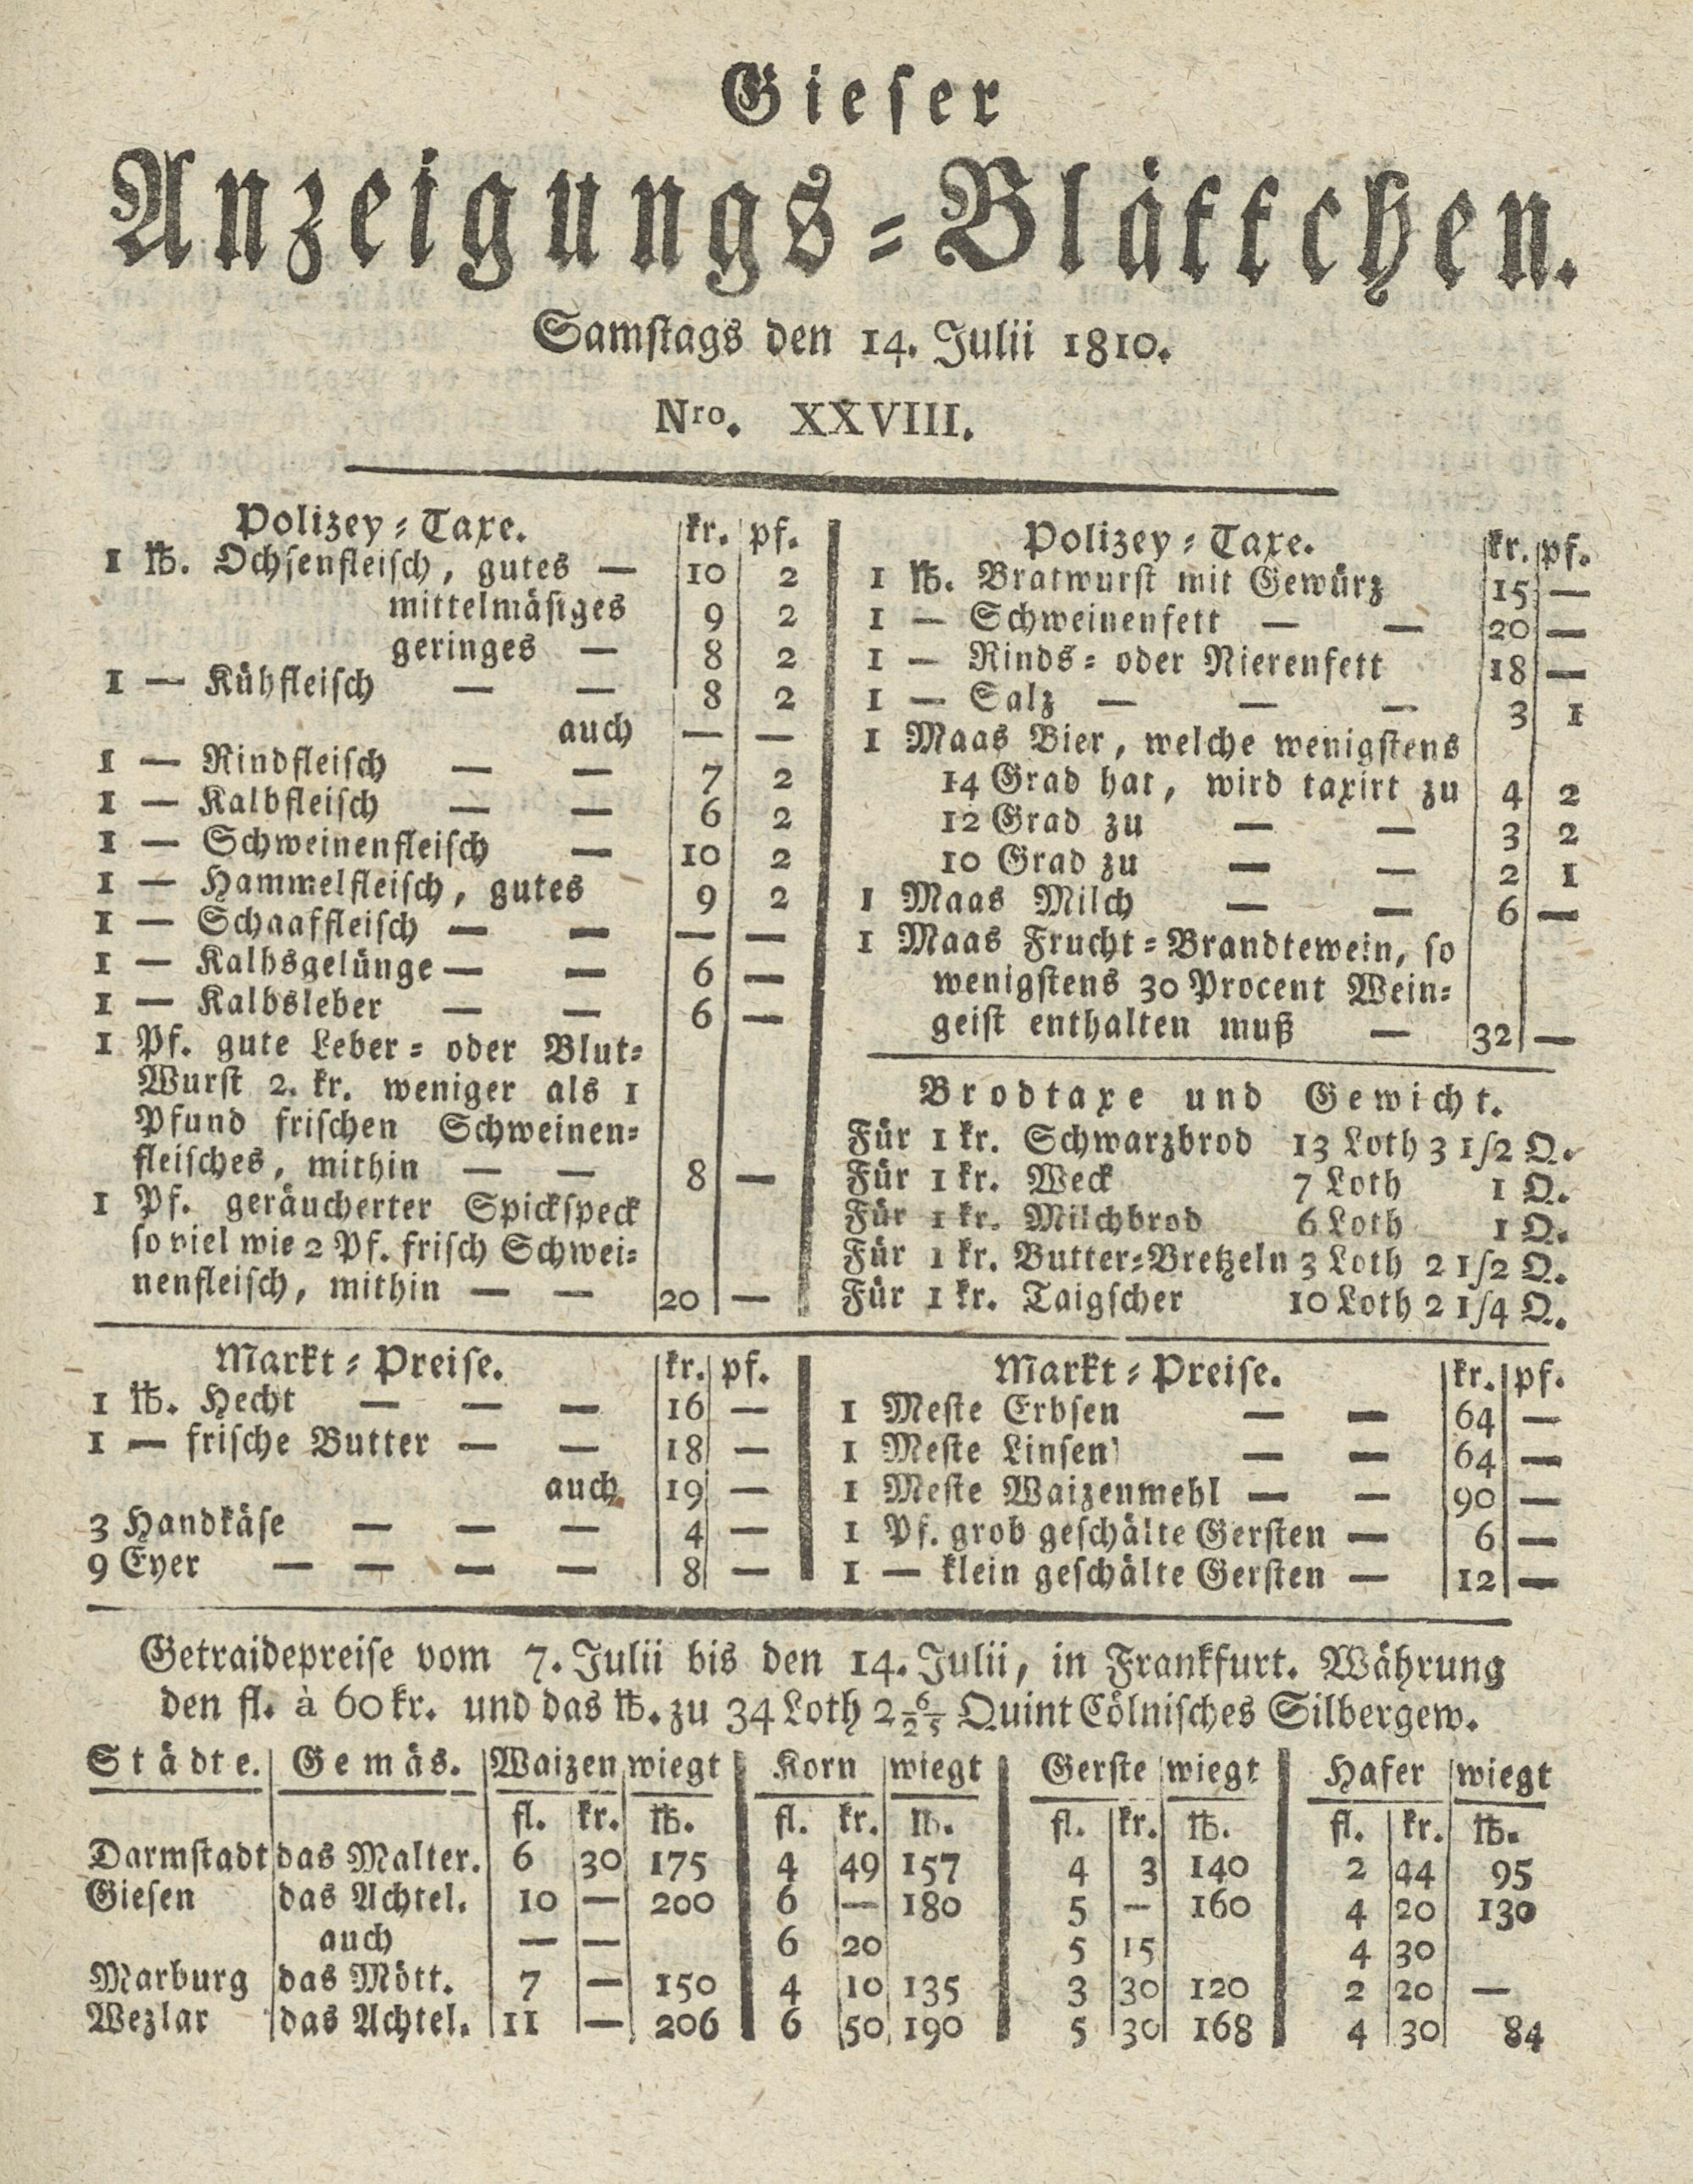 Gieser
Anzeigungs-Blättchen.
Samstags den 14. Julii 1810.
Nro. XXVIII.
Polizey-Taxe. kr. pf.
1 ℔. Ochsenfleisch, gutes — 10 2
mittelmäsiges 9 2
geringes — 8 2
1 — Kühfleisch — — 8 2
auch — —
1 — Rindfleisch — — 7 2
1 — Kalbfleisch — — 6 2
1 — Schweinenfleisch — 10 2
1 — Hammelfleisch, gutes 9 2
1 — Schaaffleisch — — — —
1 — Kalbsgelünge — — 6 —
1 — Kalbsleber — — 6 —
1 Pf. gute Leber- oder Blut-
Wurst 2. kr. weniger als 1
Pfund frischen Schweinen-
fleisches, mithin — — 8 —
1 Pf. geräucherter Spickspeck
so viel wie 2 Pf. frisch Schwei-
nenfleisch, mithin — — 20 —
Polizey-Taxe. kr. pf.
1 ℔. Bratwurst mit Gewürz 15 —
1 — Schweinenfett — — 20 —
1 — Rinds- oder Nierenfett 18 —
1 — Salz — — — 3 1
1 Maas Bier, welche wenigstens
14 Grad hat, wird taxirt zu 4 2
12 Grad zu — — 3 2
10 Grad zu — — 2 1
1 Maas Milch — — 6 —
1 Maas Frucht-Brandtewein, so
wenigstens 30 Procent Wein-
geist enthalten muß — 32 —
Brodtaxe und Gewicht.
Für 1 kr. Schwarzbrod 13 Loth 3 1/2 Q.
Für 1 kr. Weck 7 Loth 1 Q.
Für 1 kr. Milchbrod 6 Loth 1 Q.
Für 1 kr. Butter-Bretzeln 3 Loth 2 1/2 Q.
Für 1 kr. Taigscher 10 Loth 2 1/4 Q.
Markt-Preise. kr. pf.
1 ℔. Hecht — — — 16 —
1 — frische Butter — — 18 —
auch 19 —
3 Handkäse — — — 4 —
9 Eyer — — — — 8 —
Markt-Preise. kr. pf.
1 Meste Erbsen — — 64 —
1 Meste Linsen — — 64 —
1 Meste Waizenmehl — — 90 —
1 Pf. grob geschälte Gersten — 6 —
1 — klein geschälte Gersten — 12 —
Getraidepreise vom 7. Julii bis den 14. Julii, in Frankfurt. Währung
den fl. à 60 kr. und das ℔. zu 34 Loth 2 6/25 Quint Cölnisches Silbergew.
Städte. Gemäs. Waizen wiegt Korn wiegt Gerste wiegt Hafer wiegt
fl. kr. ℔. fl. kr. ℔. fl. kr. ℔. fl. kr. ℔.
Darmstadt das Malter. 6 30 175 4 49 157 4 3 140 2 44 95
Giesen das Achtel. 10 — 200 6 — 180 5 — 160 4 20 130
auch — — 6 20 5 15 4 30
Marburg das Mött. 7 — 150 4 10 135 3 30 120 2 20 —
Wezlar das Achtel. 11 — 206 6 50 190 5 30 168 4 30 84